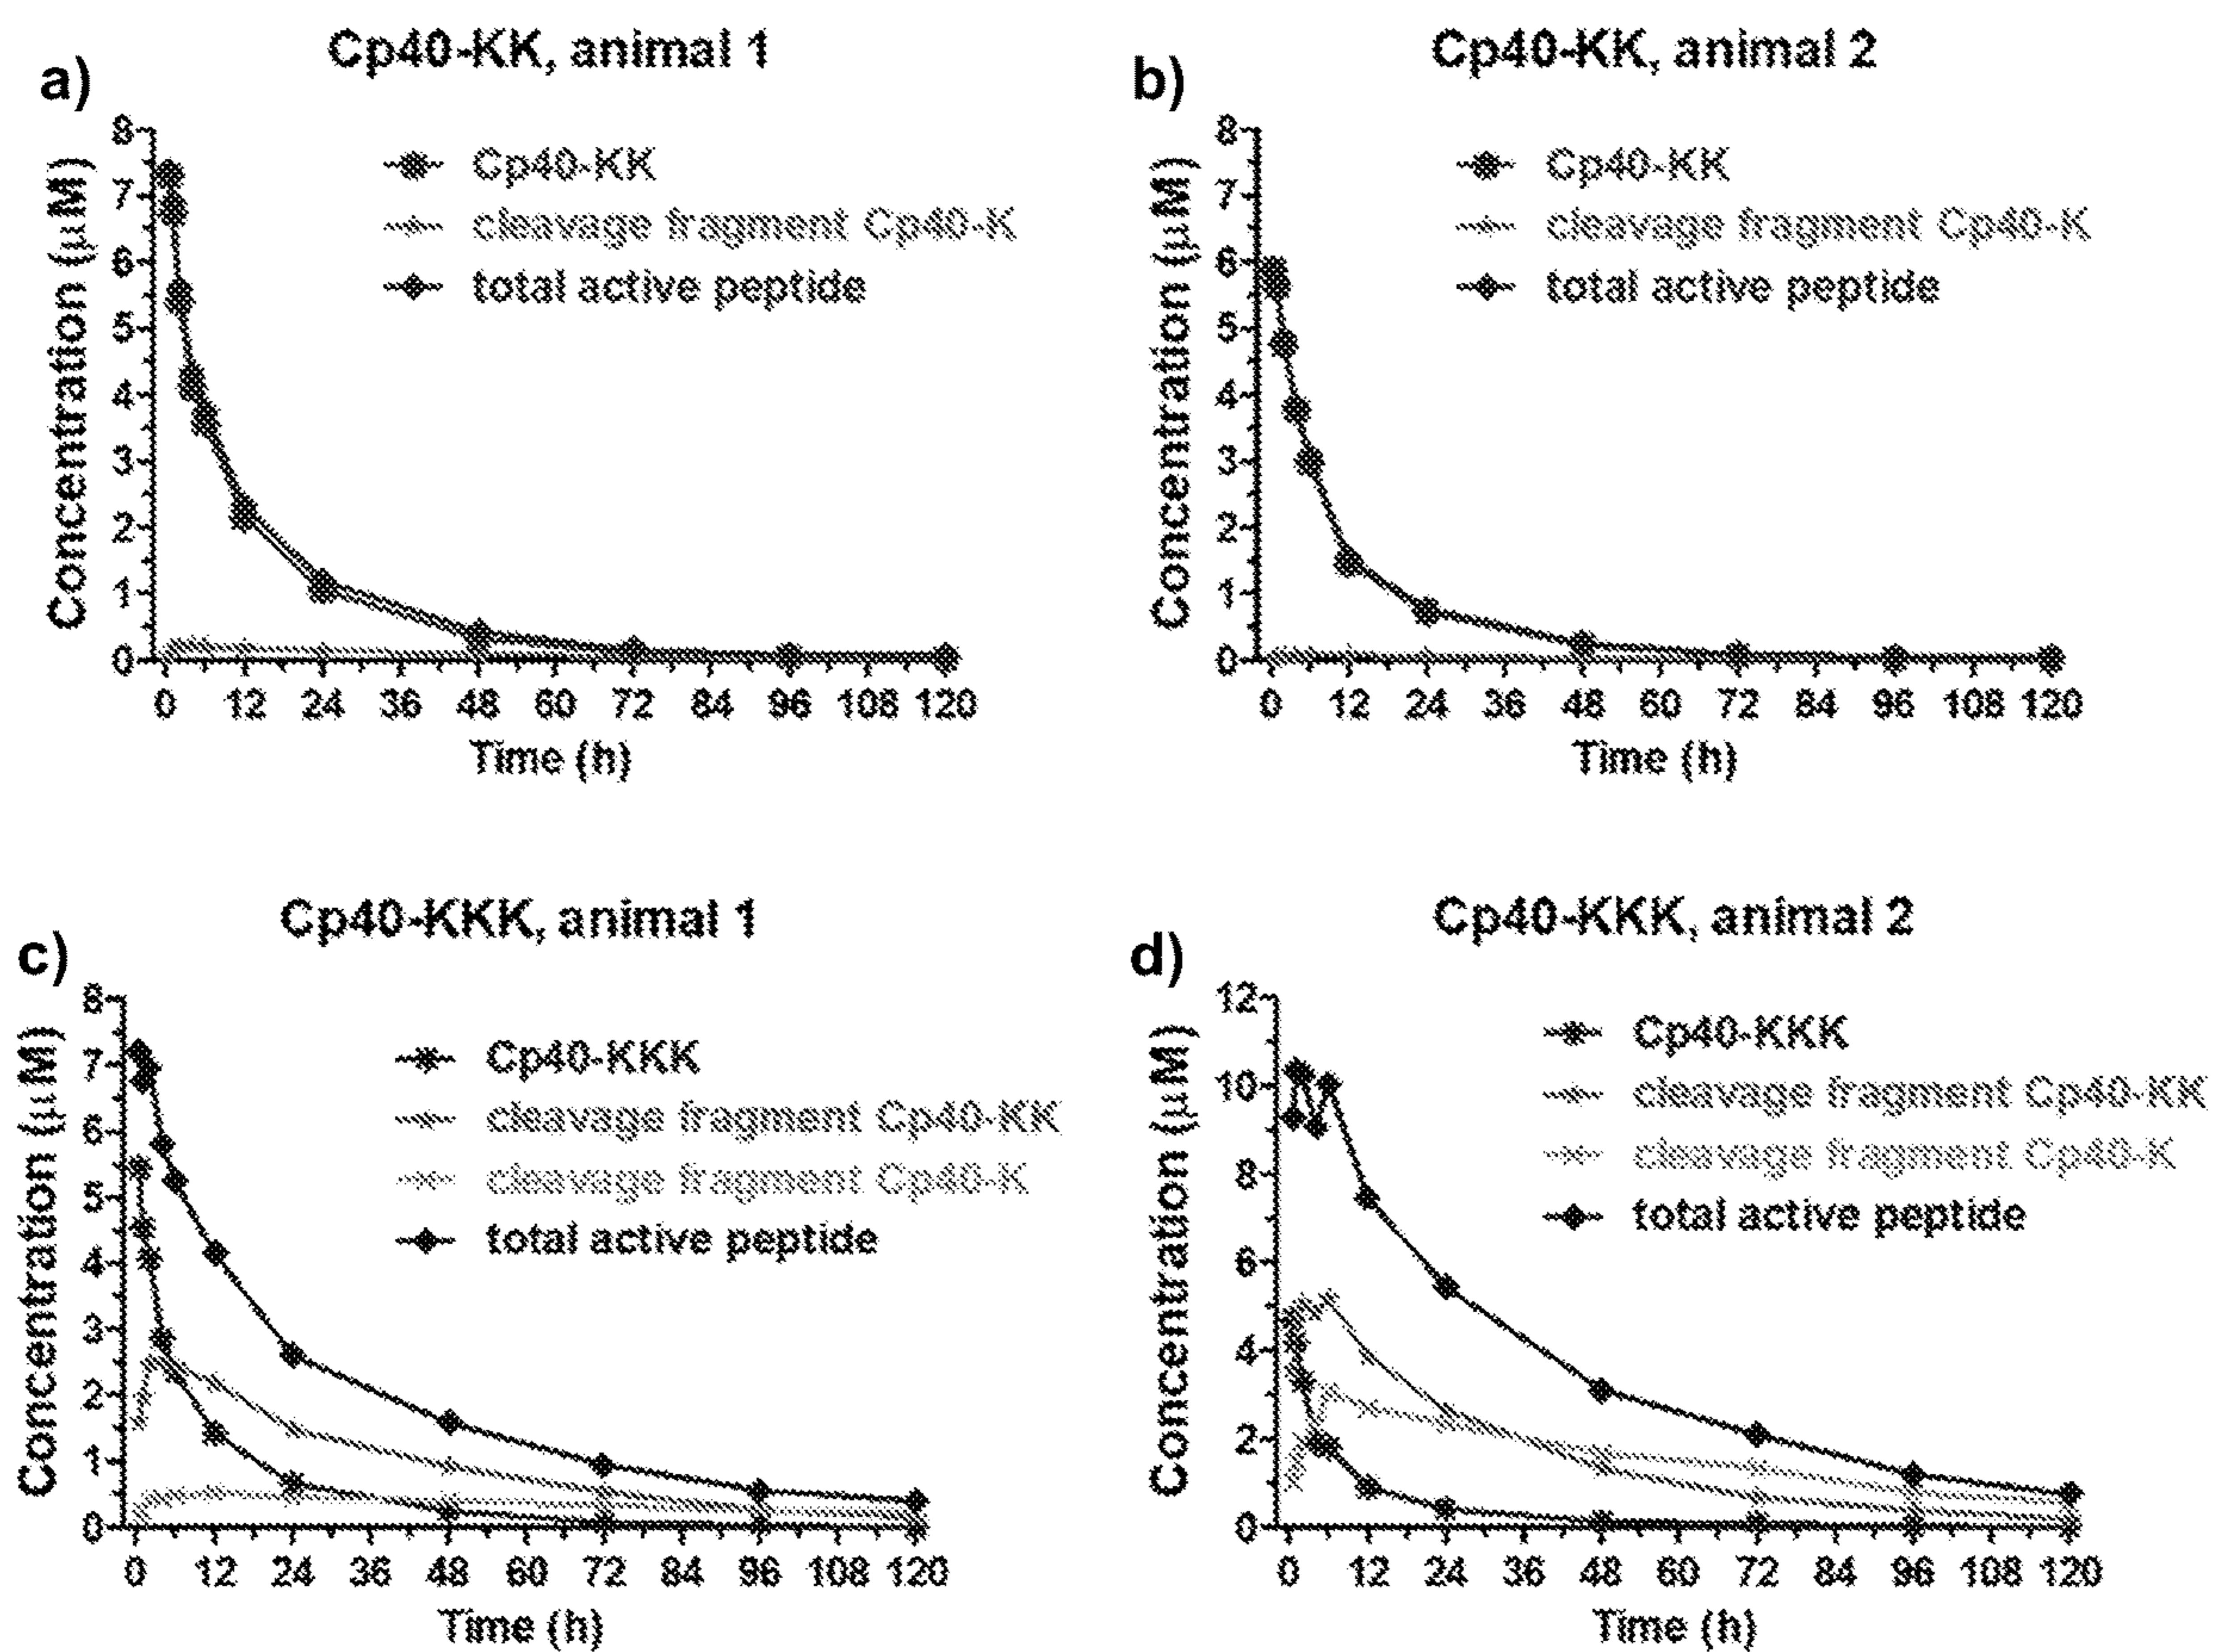 a)
Cp40-KK, animal 1
Concentration (μM)
8
7
6
5
4
3
2
1
0
Cp40-KK
cleavage fragment Cp40-K
total active peptide
0 12 24 36 48 60 72 84 96 108 120
Time (h)
b)
Cp40-KK, animal 2
Concentration (μM)
8
7
6
5
4
3
2
1
0
Cp40-KK
cleavage fragment Cp40-K
total active peptide
0 12 24 36 48 60 72 84 96 108 120
Time (h)
c)
Cp40-KKK, animal 1
Concentration (μM)
8
7
6
5
4
3
2
1
0
Cp40-KKK
cleavage fragment Cp40-KK
cleavage fragment Cp40-K
total active peptide
0 12 24 36 48 60 72 84 96 108 120
Time (h)
d)
Cp40-KKK, animal 2
Concentration (μM)
12
10
8
6
4
2
0
Cp40-KKK
cleavage fragment Cp40-KK
cleavage fragment Cp40-K
total active peptide
0 12 24 36 48 60 72 84 96 108 120
Time (h)